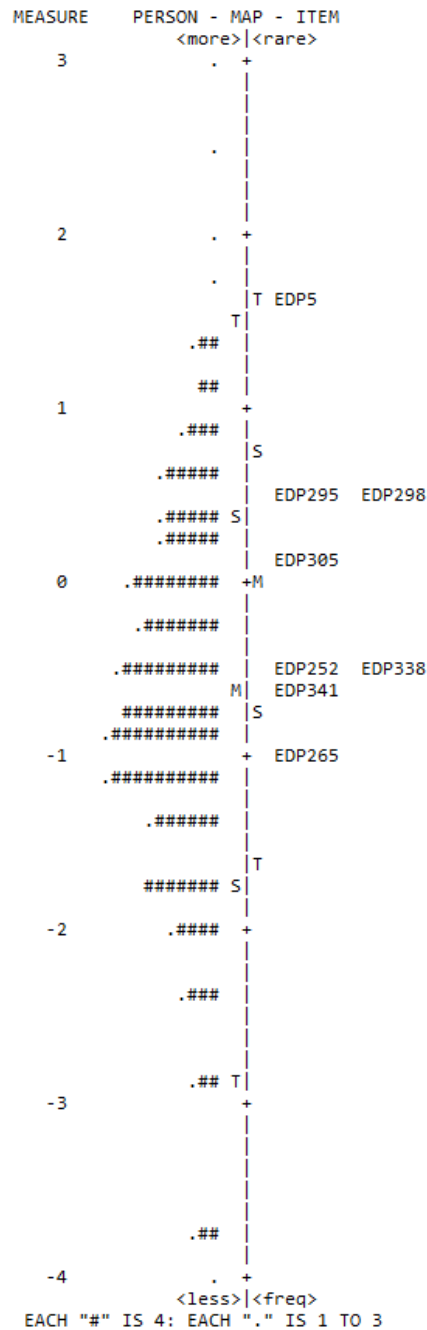 MEASURE    PERSON - MAP - ITEM
               <more>|<rare>
    3             .  +
                     |
                     |
                     |
                  .  |
                     |
                     |
                     |
    2             .  +
                     |
                  .  |
                     |T EDP5
                    T|
                .##  |
                     |
                 ##  |
    1                +
               .###  |
                     |S
             .#####  |
                     | EDP295  EDP298
             .##### S|
             .#####  |
                     | EDP305
    0     .########  +M
                     |
           .#######  |
                     |
         .#########  | EDP252  EDP338
                    M| EDP341
          #########  |S
        .##########  |
   -1                + EDP265
        .##########  |
                     |
            .######  |
                     |
                     |T
            ####### S|
                     |
   -2         .####  +
                     |
                     |
               .###  |
                     |
                     |
                     |
                .## T|
   -3                +
                     |
                     |
                     |
                     |
                     |
                .##  |
                     |
   -4             .  +
               <less>|<freq>
EACH "#" IS 4: EACH "." IS 1 TO 3